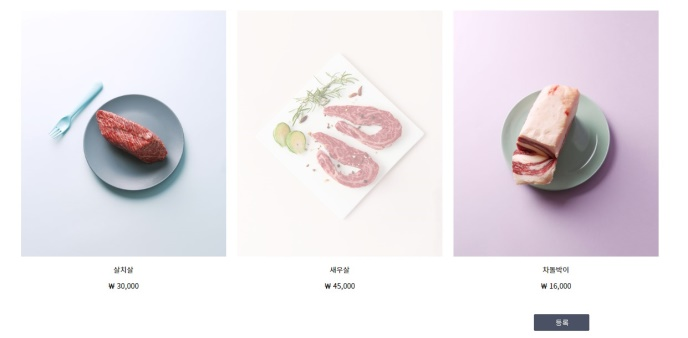 살치살
새우살
차돌박이
₩ 30,000
₩ 45,000
₩ 16,000
등록